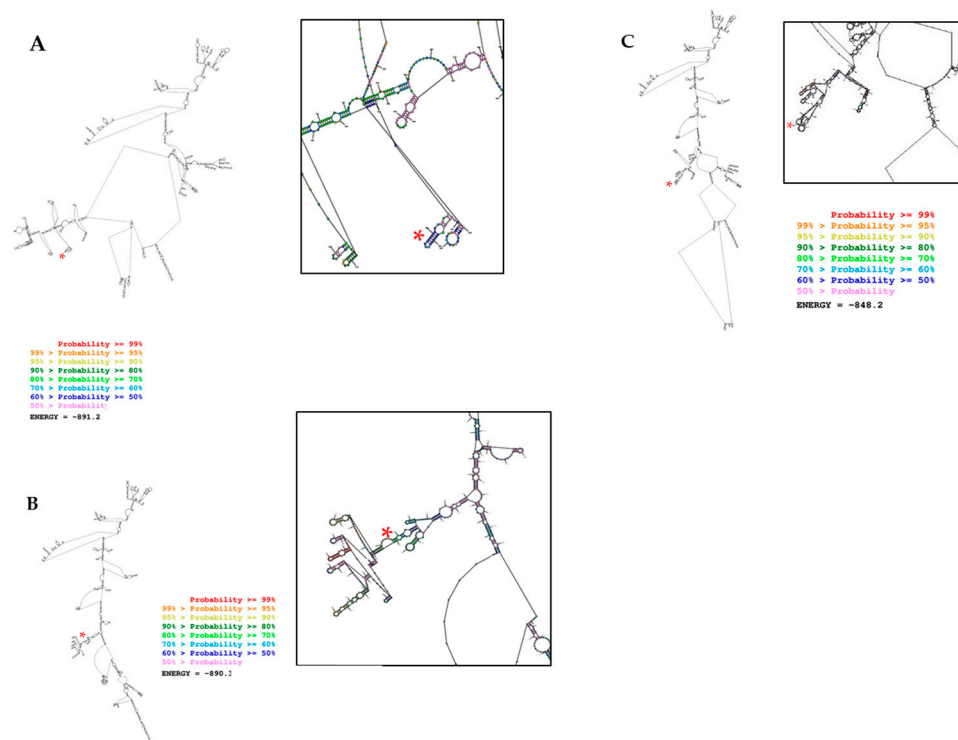 A
Probability >= 99%
99% > Probability >= 95%
95% > Probability >= 90%
90% > Probability >= 80%
80% > Probability >= 70%
70% > Probability >= 60%
60% > Probability >= 50%
50% > Probability
ENERGY = -891.2
*
*
B
Probability >= 99%
99% > Probability >= 95%
95% > Probability >= 90%
90% > Probability >= 80%
80% > Probability >= 70%
70% > Probability >= 60%
60% > Probability >= 50%
50% > Probability
ENERGY = -890.3
*
*
C
Probability >= 99%
99% > Probability >= 95%
95% > Probability >= 90%
90% > Probability >= 80%
80% > Probability >= 70%
70% > Probability >= 60%
60% > Probability >= 50%
50% > Probability
ENERGY = -848.2
*
*